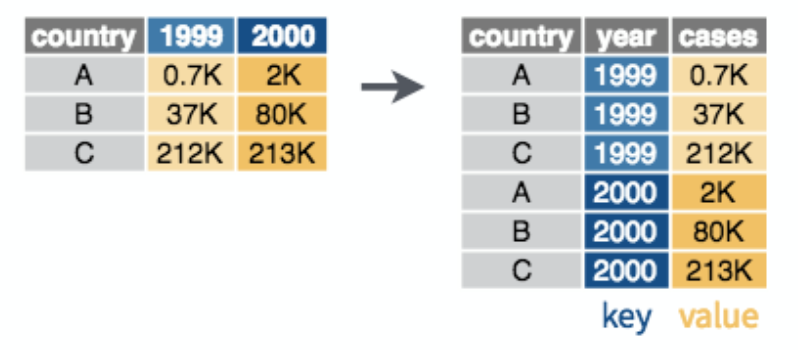 country 1999 2000
A 0.7K 2K
B 37K 80K
C 212K 213K
country year cases
A 1999 0.7K
B 1999 37K
C 1999 212K
A 2000 2K
B 2000 80K
C 2000 213K
key value